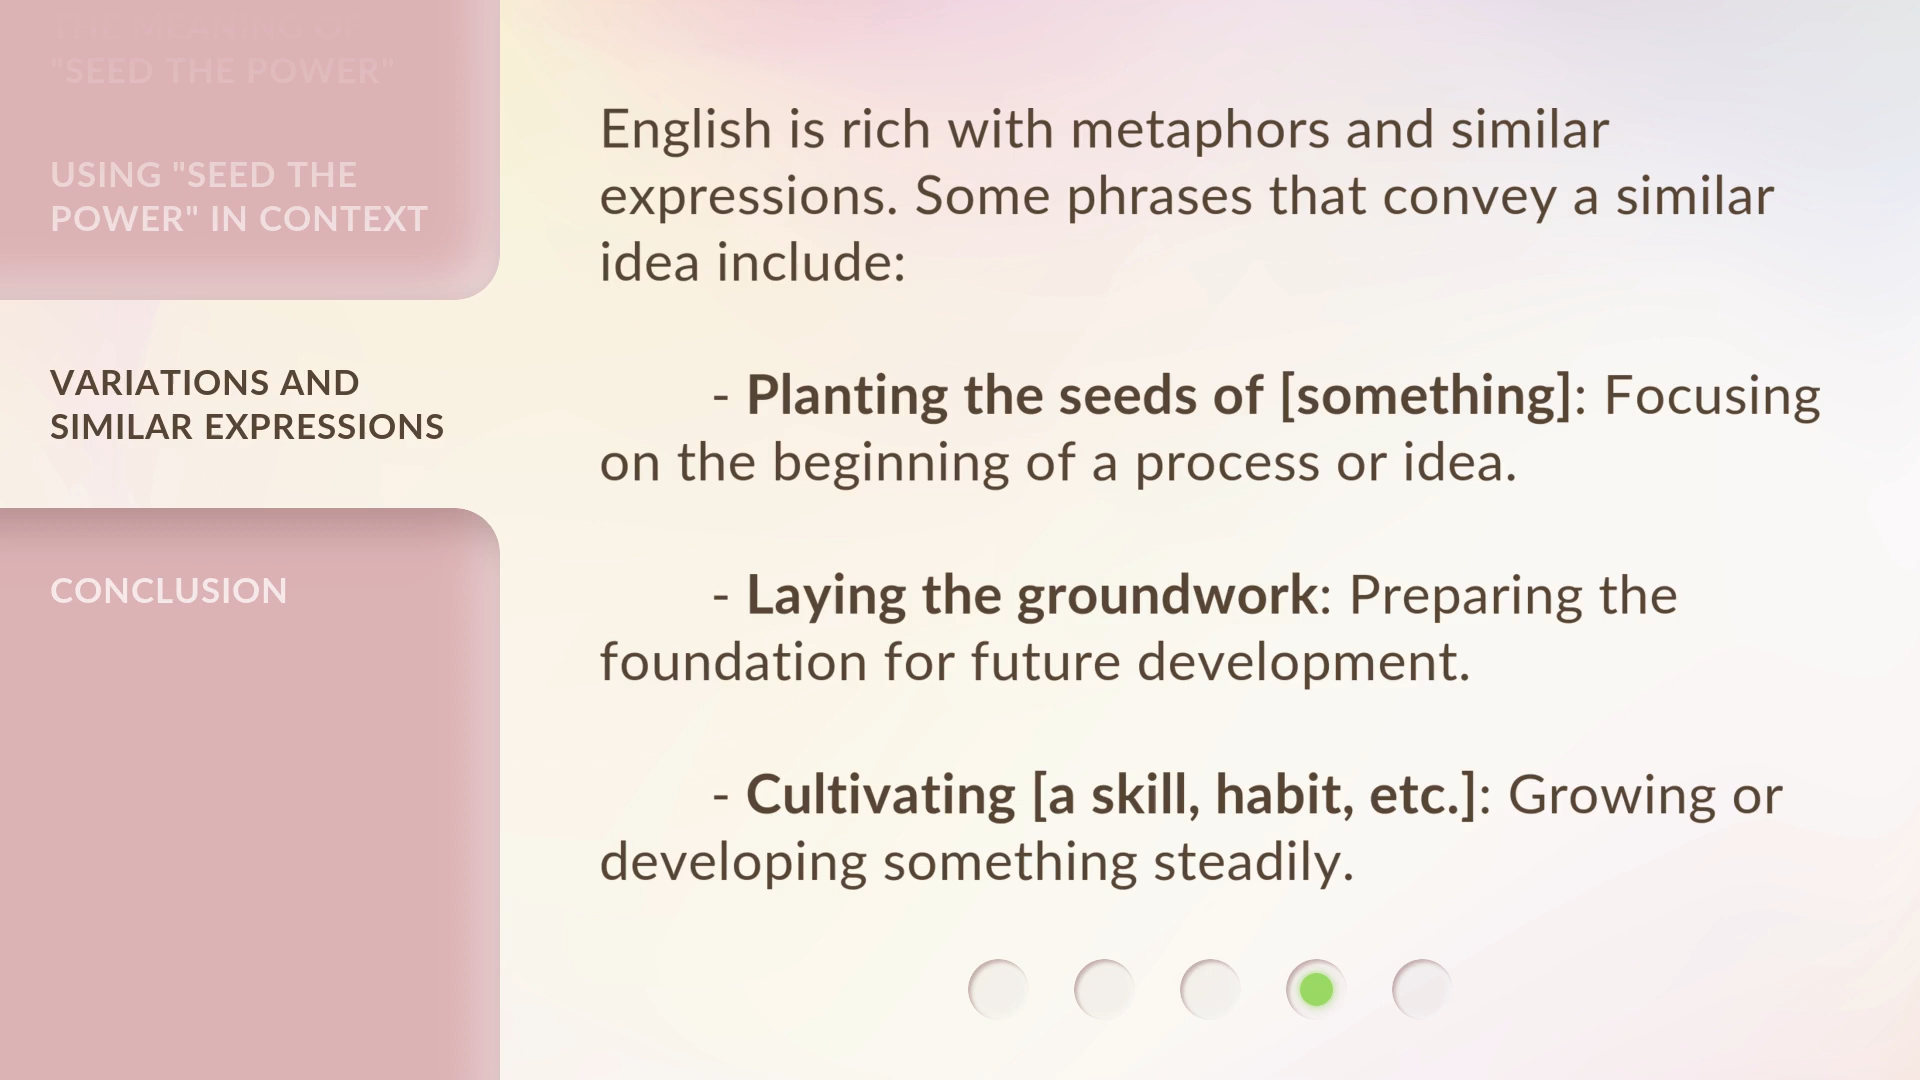 THE MEANING OF
"SEED THE POWER"
USING "SEED THE
POWER" IN CONTEXT
VARIATIONS AND
SIMILAR EXPRESSIONS
CONCLUSION
English is rich with metaphors and similar
expressions. Some phrases that convey a similar
idea include:
- Planting the seeds of [something]: Focusing
on the beginning of a process or idea.
- Laying the groundwork: Preparing the
foundation for future development.
- Cultivating [a skill, habit, etc.]: Growing or
developing something steadily.